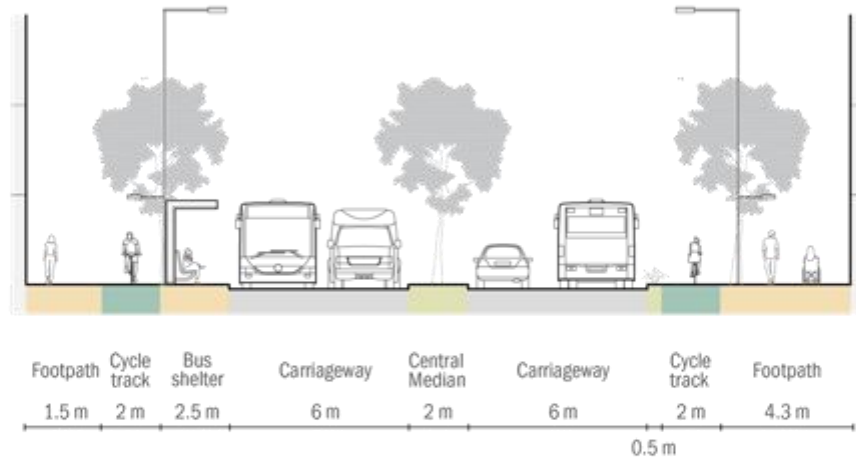 Footpath
Cycle
track
Bus
shelter
Carriageway
Central
Median
Carriageway
Cycle
track
Footpath
1.5 m
2 m
2.5 m
6 m
2 m
6 m
2 m
4.3 m
0.5 m